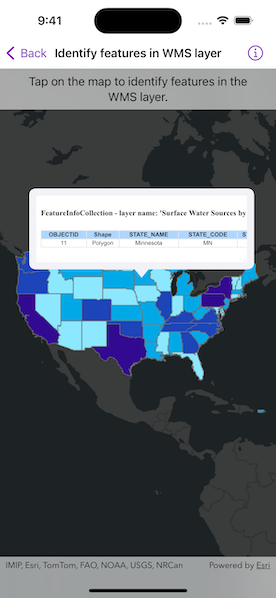 9:41
Back Identify features in WMS layer
Tap on the map to identify features in the
WMS layer.
FeatureInfoCollection - layer name: 'Surface Water Sources by
OBJECTID Shape STATE_NAME STATE_CODE S
11 Polygon Minnesota MN
IMIP, Esri, TomTom, FAO, NOAA, USGS, NRCan Powered by Esri